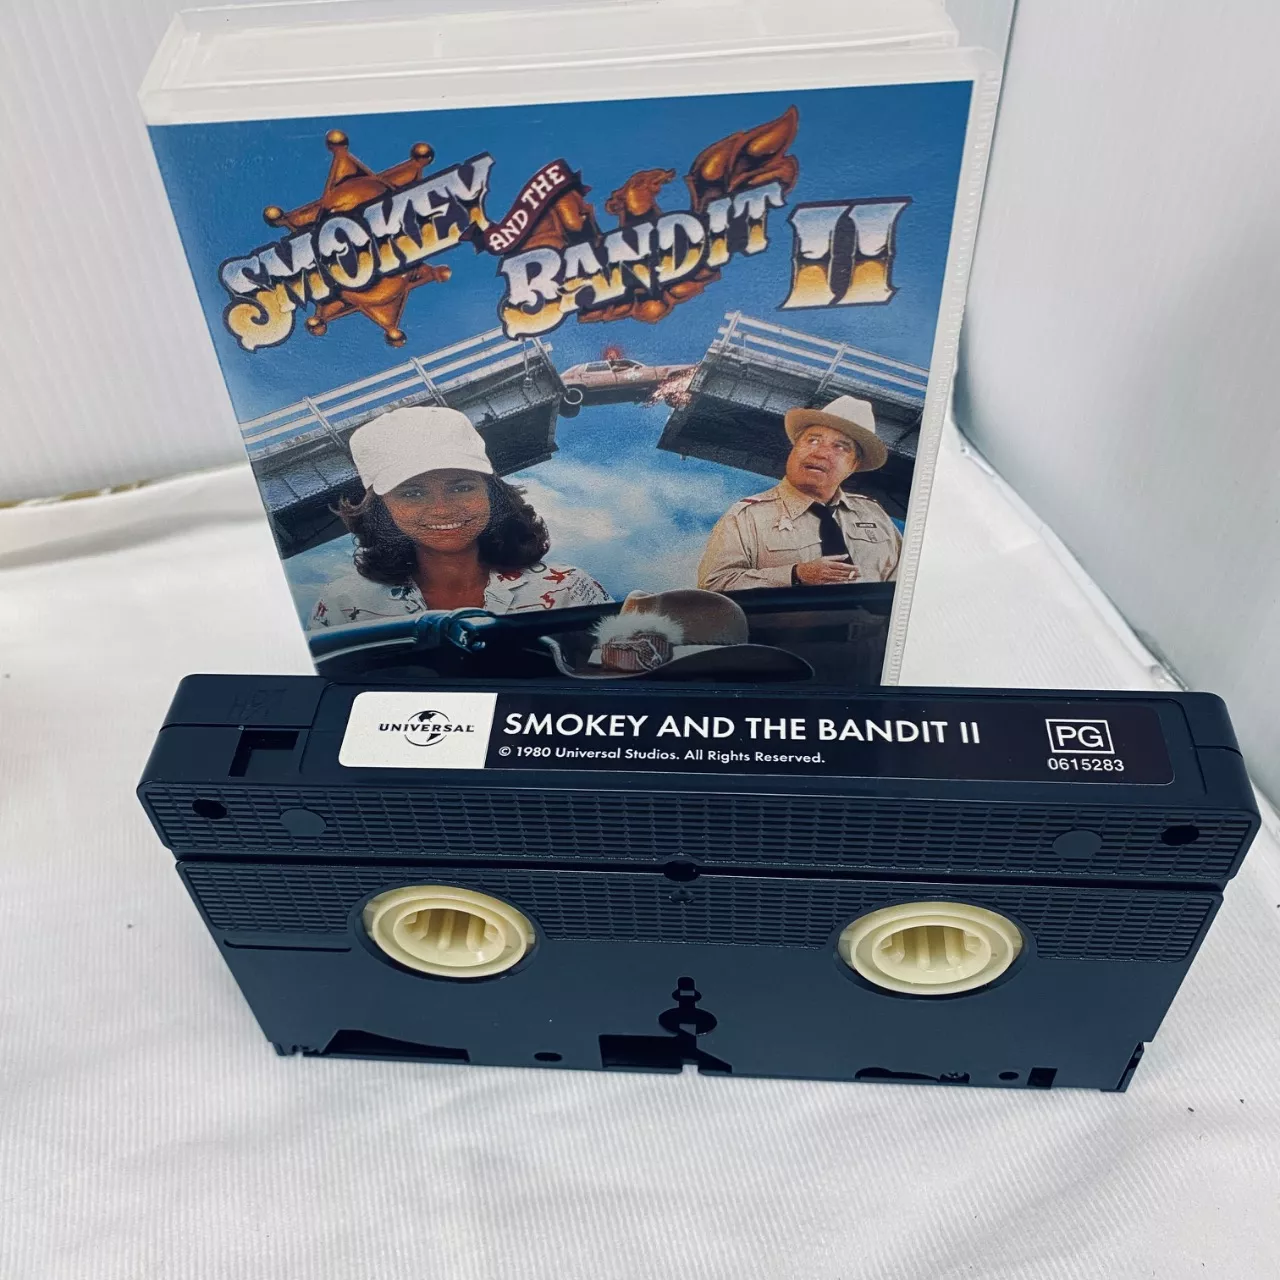 SMOKEY AND THE BANDIT II
UNIVERSAL
SMOKEY AND THE BANDIT II
© 1980 Universal Studios. All Rights Reserved.
PG
0615283